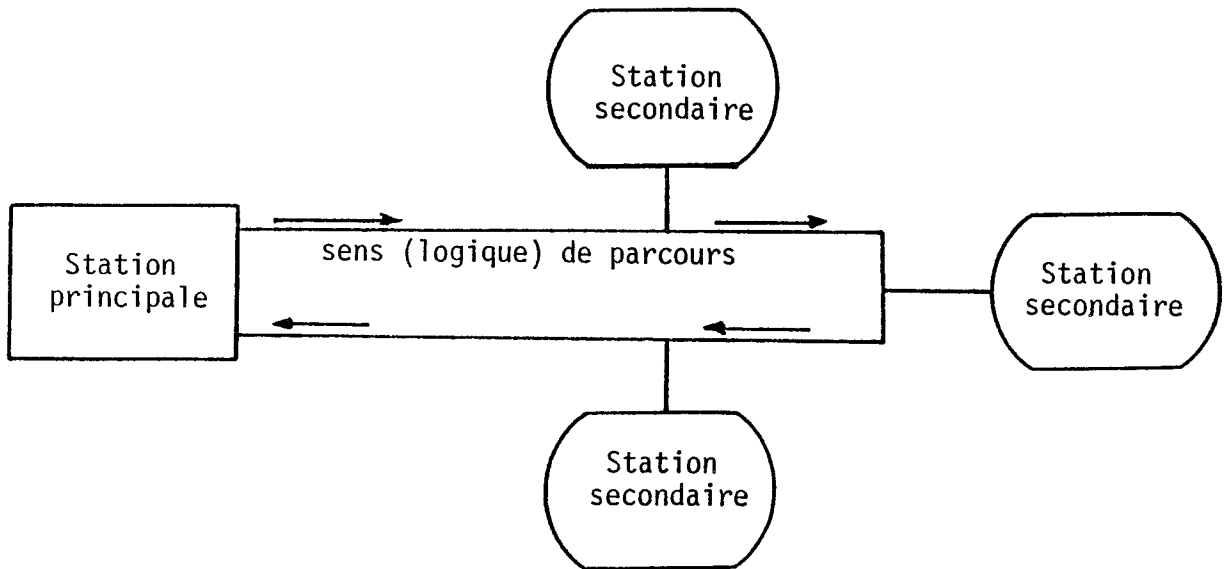 Station
secondaire
sens (logique) de parcours
Station
principale
Station
secondaire
Station
secondaire